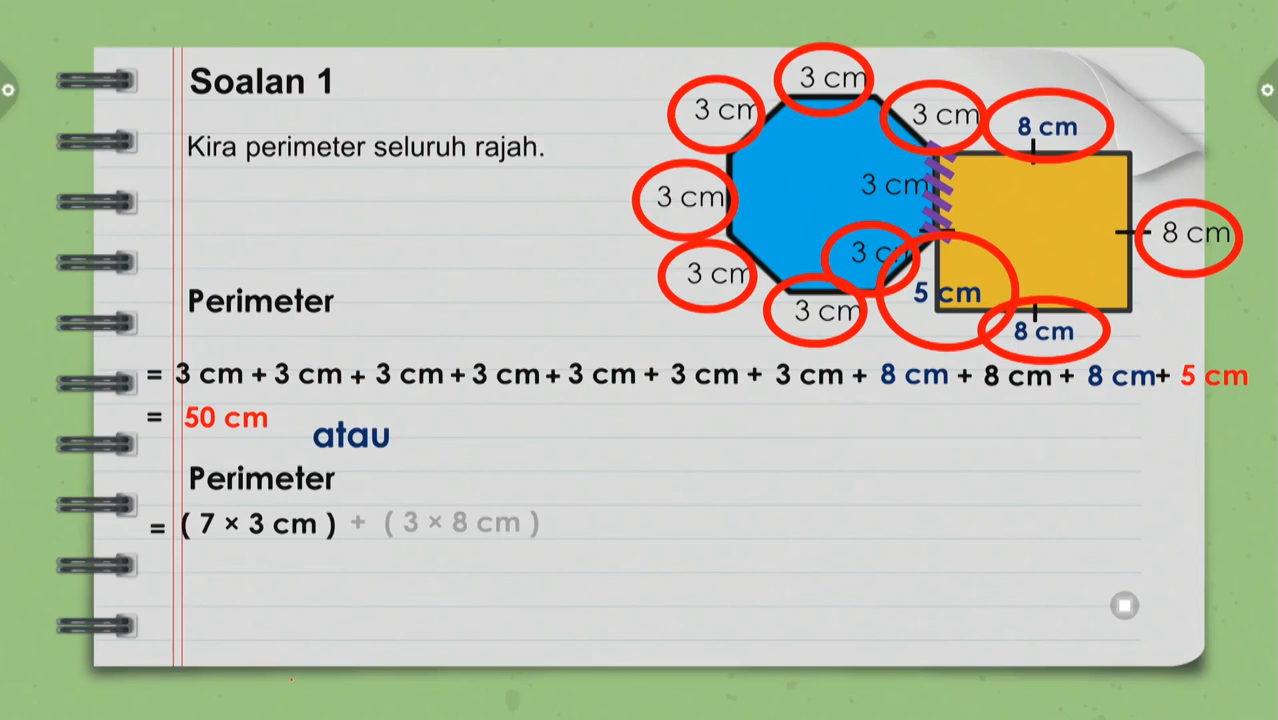 Soalan 1
Kira perimeter seluruh rajah.
3 cm
3 cm
3 cm
8 cm
3 cm
3 cm
8 cm
3 cm
3 cm
3 cm
5 cm
8 cm
Perimeter
= 3 cm + 3 cm + 3 cm + 3 cm + 3 cm + 3 cm + 3 cm + 8 cm + 8 cm + 8 cm + 5 cm
= 50 cm
atau
Perimeter
= ( 7 × 3 cm ) + ( 3 × 8 cm )